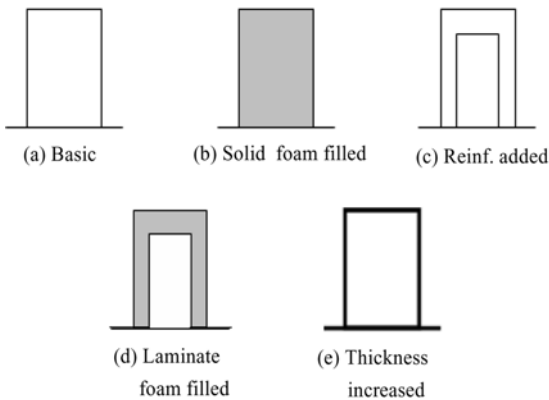 (a) Basic
(b) Solid foam filled
(c) Reinf. added
(d) Laminate
foam filled
(e) Thickness
increased